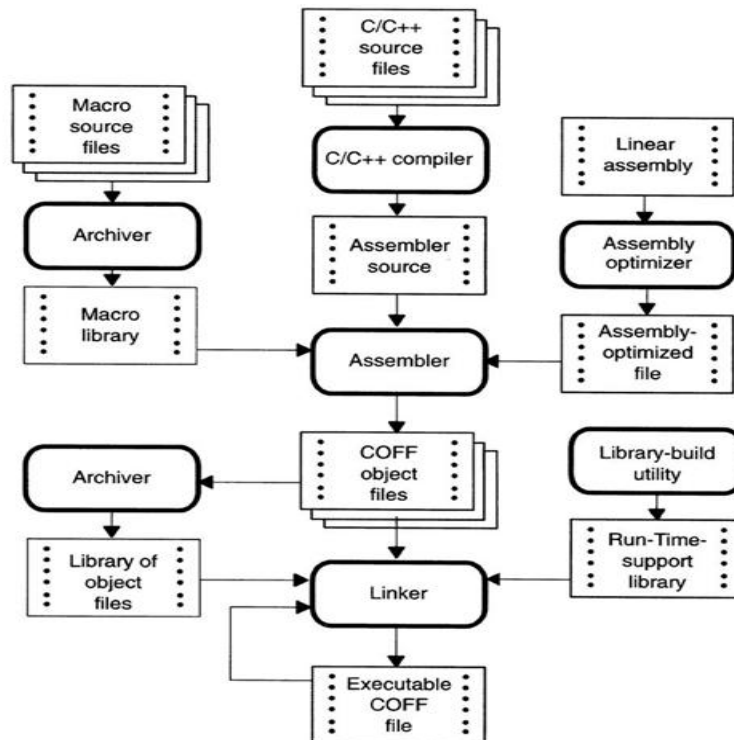 C/C++
source
files
Macro
source
files
C/C++ compiler
Linear
assembly
Archiver
Assembler
source
Assembly
optimizer
Macro
library
Assembler
Assembly-
optimized
file
Archiver
COFF
object
files
Library-build
utility
Library of
object
files
Linker
Run-Time-
support
library
Executable
COFF
file